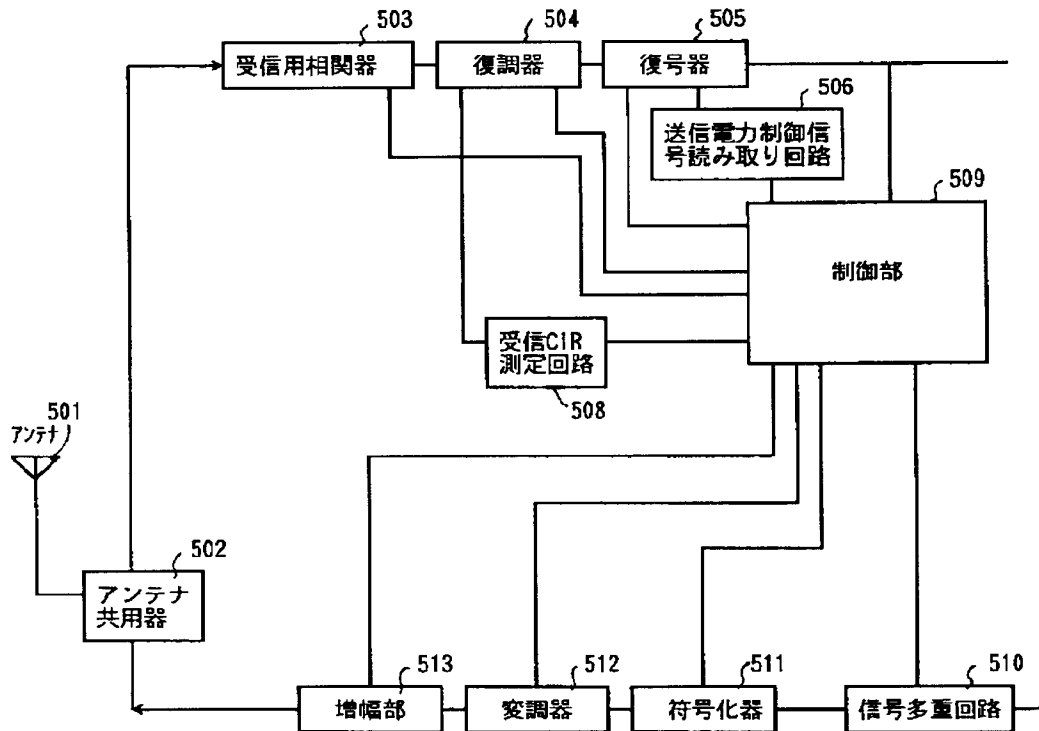 503
504
505
受信用相関器
復調器
復号器
506
送信電力制御信
号読み取り回路
509
制御部
受信CIR
測定回路
508
501
アンテナ
502
アンテナ
共用器
513
512
511
510
増幅部
変調器
符号化器
信号多重回路